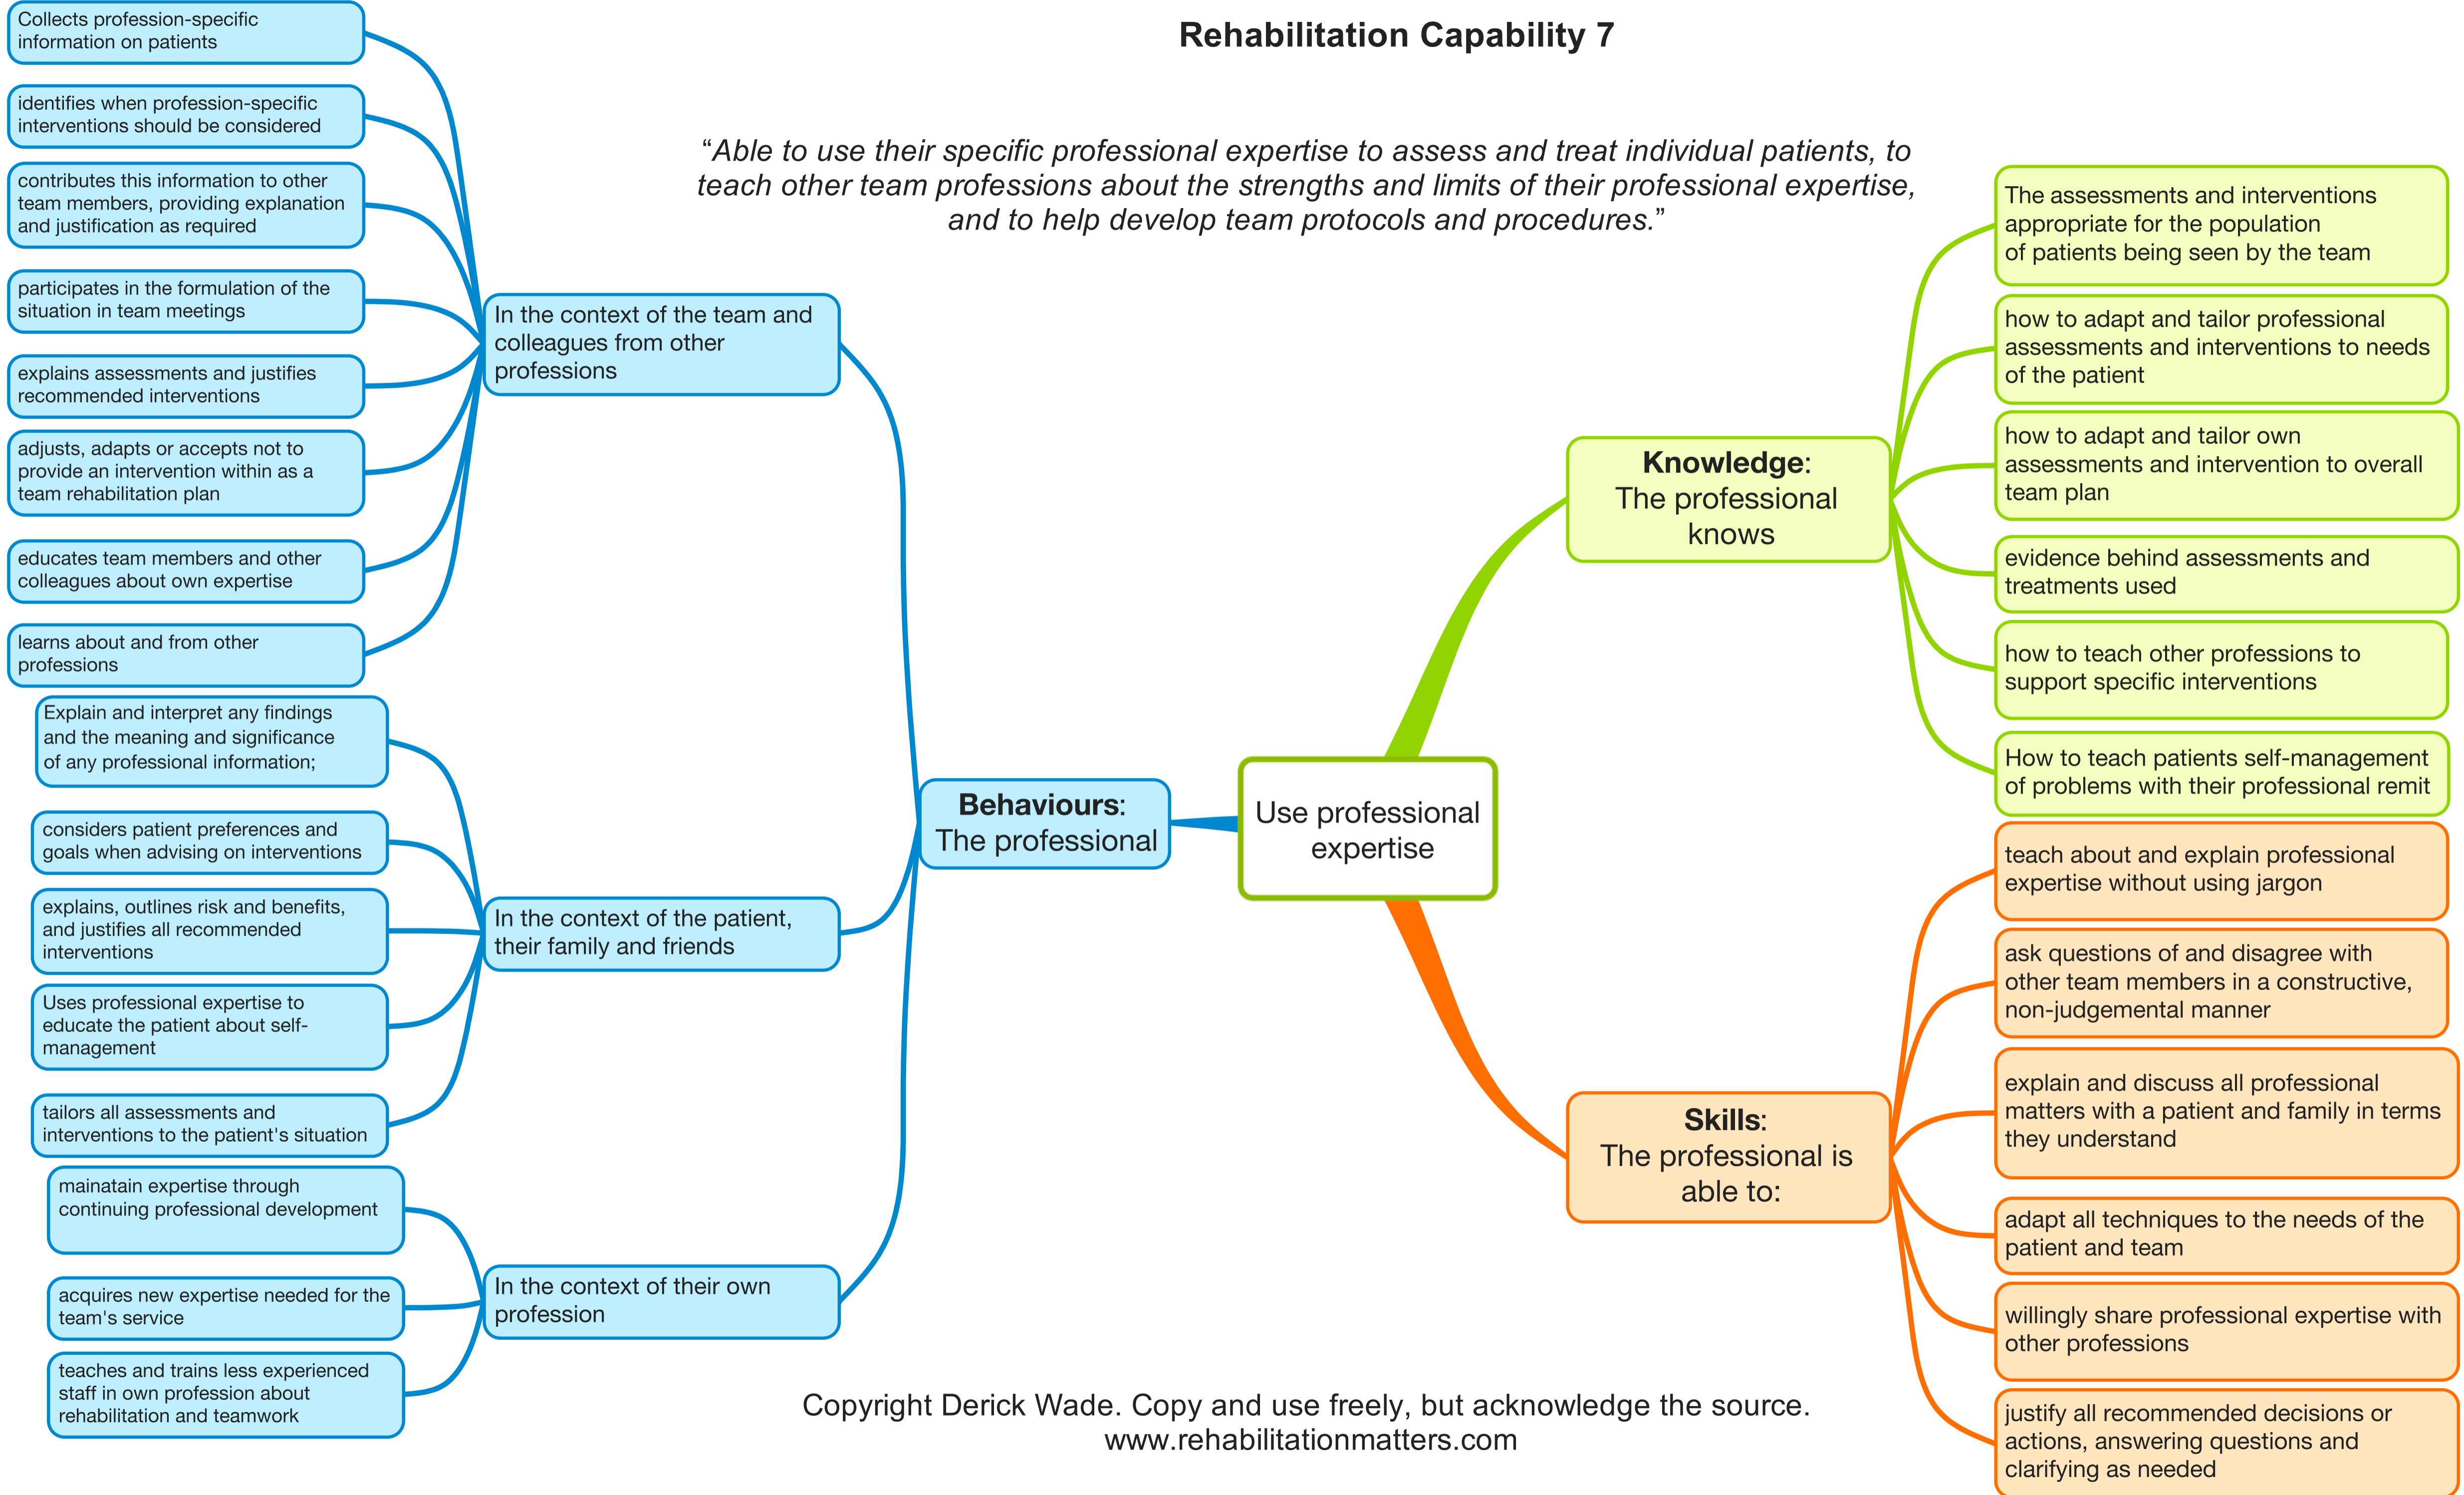 Rehabilitation Capability 7
“Able to use their specific professional expertise to assess and treat individual patients, to
teach other team professions about the strengths and limits of their professional expertise,
and to help develop team protocols and procedures.”
Collects profession-specific
information on patients
identifies when profession-specific
interventions should be considered
contributes this information to other
team members, providing explanation
and justification as required
participates in the formulation of the
situation in team meetings
explains assessments and justifies
recommended interventions
adjusts, adapts or accepts not to
provide an intervention within as a
team rehabilitation plan
educates team members and other
colleagues about own expertise
learns about and from other
professions
In the context of the team and
colleagues from other
professions
Explain and interpret any findings
and the meaning and significance
of any professional information;
considers patient preferences and
goals when advising on interventions
explains, outlines risk and benefits,
and justifies all recommended
interventions
Uses professional expertise to
educate the patient about self-
management
tailors all assessments and
interventions to the patient's situation
In the context of the patient,
their family and friends
mainatain expertise through
continuing professional development
acquires new expertise needed for the
team's service
teaches and trains less experienced
staff in own profession about
rehabilitation and teamwork
In the context of their own
profession
Behaviours:
The professional
Use professional
expertise
Knowledge:
The professional
knows
The assessments and interventions
appropriate for the population
of patients being seen by the team
how to adapt and tailor professional
assessments and interventions to needs
of the patient
how to adapt and tailor own
assessments and intervention to overall
team plan
evidence behind assessments and
treatments used
how to teach other professions to
support specific interventions
How to teach patients self-management
of problems with their professional remit
Skills:
The professional is
able to:
teach about and explain professional
expertise without using jargon
ask questions of and disagree with
other team members in a constructive,
non-judgemental manner
explain and discuss all professional
matters with a patient and family in terms
they understand
adapt all techniques to the needs of the
patient and team
willingly share professional expertise with
other professions
justify all recommended decisions or
actions, answering questions and
clarifying as needed
Copyright Derick Wade. Copy and use freely, but acknowledge the source.
www.rehabilitationmatters.com